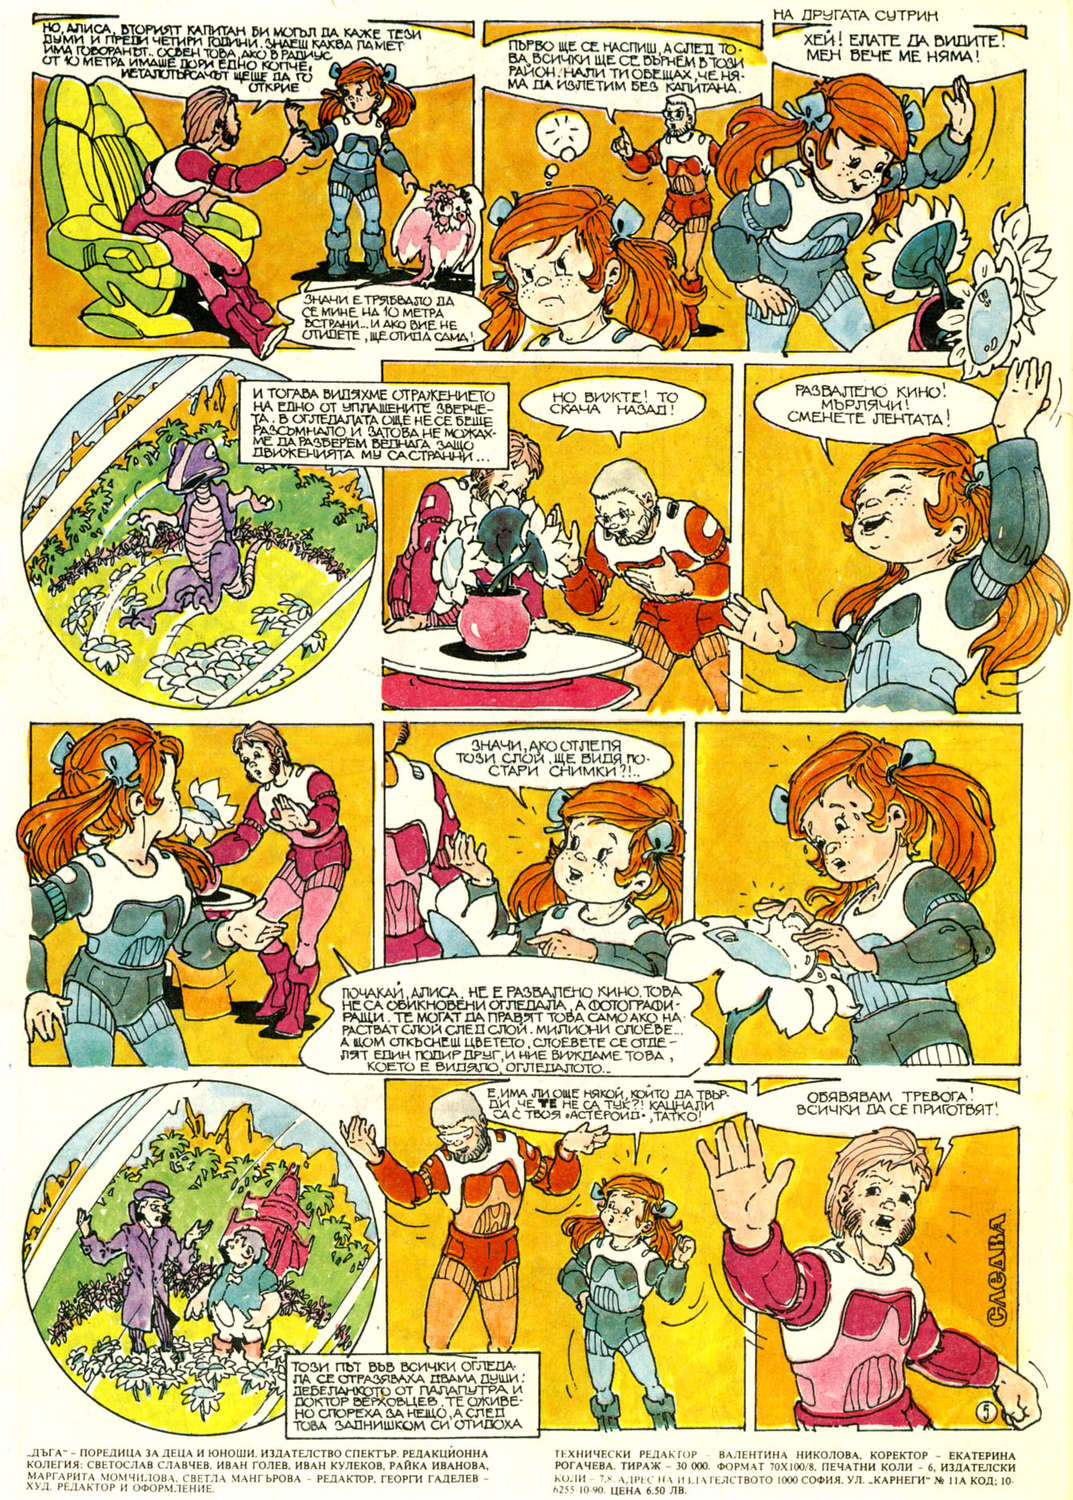 НО, АЛИСА, ВТОРИЯТ КАПИТАН БИ МОГЪЛ ДА КАЖЕ ТЕЗИ
ДУМИ И ПРЕДИ ЧЕТИРИ ГОДИНИ. ЗНАЕШ КАКВА ПАМЕТ
ИМА ГОВОРАНЪТ. ОСВЕН ТОВА, АКО В РАДИУС
ОТ 10 МЕТРА ИМАШЕ ДОРИ ЕДНО КОПЧЕ,
МЕТАЛОТЪРСАЧЪТ ЩЕШЕ ДА ГО
ОТКРИЕ
ЗНАЧИ Е ТРЯБВАЛО ДА
СЕ МИНЕ НА 10 МЕТРА
ВСТРАНИ... И АКО ВИЕ НЕ
ОТИДЕТЕ, ЩЕ ОТИДА САМА!
ПЪРВО ЩЕ СЕ НАСПИШ, А СЛЕД ТО-
ВА, ВСИЧКИ ЩЕ СЕ ВЪРНЕМ В ТОЗИ
РАЙОН. НАЛИ ТИ ОБЕЩАХ, ЧЕ НЯ-
МА ДА ИЗЛЕТИМ БЕЗ КАПИТАНА.
НА ДРУГАТА СУТРИН
ХЕЙ! ЕЛАТЕ ДА ВИДИТЕ!
МЕН ВЕЧЕ МЕ НЯМА!
И ТОГАВА ВИДЯХМЕ ОТРАЖЕНИЕТО
НА ЕДНО ОТ УПЛАШЕНИТЕ ЗВЕРЧЕ-
ТА. В ОГЛЕДАЛАТА ОЩЕ НЕ СЕ БЕШЕ
РАЗСЪМНАЛО И ЗАТОВА НЕ МОЖАХ-
МЕ ДА РАЗБЕРЕМ ВЕДНАГА ЗАЩО
ДВИЖЕНИЯТА МУ СА СТРАННИ...
НО ВИЖТЕ! ТО
СКАЧА НАЗАД!
РАЗВАЛЕНО КИНО!
МЪРЛЯЧИ!
СМЕНЕТЕ ЛЕНТАТА!
ЗНАЧИ, АКО ОТЛЕПЯ
ТОЗИ СЛОЙ, ЩЕ ВИДЯ ПО-
СТАРИ СНИМКИ?!..
ПОЧАКАЙ, АЛИСА, НЕ Е РАЗВАЛЕНО КИНО. ТОВА
НЕ СА ОБИКНОВЕНИ ОГЛЕДАЛА, А ФОТОГРАФИ-
РАЩИ. ТЕ МОГАТ ДА ПРАВЯТ ТОВА САМО АКО НА-
РАСТВАТ СЛОЙ СЛЕД СЛОЙ. МИЛИОНИ СЛОЕВЕ...
А ЩОМ ОТКЪСНЕШ ЦВЕТЕТО, СЛОЕВЕТЕ СЕ ОТДЕ-
ЛЯТ ЕДИН ПОДИР ДРУГ, И НИЕ ВИЖДАМЕ ТОВА,
КОЕТО Е ВИДЯЛО, ОГЛЕДАЛОТО...
ТОЗИ ПЪТ ВЪВ ВСИЧКИ ОГЛЕДА-
ЛА СЕ ОТРАЗЯВАХА ДВАМА ДУШИ:
ДЕБЕЛАНКОТО ОТ ПАЛАПУТРА И
ДОКТОР ВЕРХОВЦЕВ. ТЕ ОЖИВЕ-
НО СПОРЕХА ЗА НЕЩО, А СЛЕД
ТОВА ЗАДНИШКОМ СИ ОТИДОХА
Е, ИМА ЛИ ОЩЕ НЯКОЙ, КОЙТО ДА ТВЪР-
ДИ, ЧЕ ТЕ НЕ СА ТУК?! КАЦНАЛИ
СА С ТВОЯ «АСТЕРОИД», ТАТКО!
ОБЯВЯВАМ ТРЕВОГА!
ВСИЧКИ ДА СЕ ПРИГОТВЯТ!
СЛЕДВА
5
„ДЪГА“ – ПОРЕДИЦА ЗА ДЕЦА И ЮНОШИ. ИЗДАТЕЛСТВО СПЕКТЪР. РЕДАКЦИОННА
КОЛЕГИЯ: СВЕТОСЛАВ СЛАВЧЕВ, ИВАН ГОЛЕВ, ИВАН КУЛЕКОВ, РАЙКА ИВАНОВА,
МАРГАРИТА МОМЧИЛОВА, СВЕТЛА МАНГЪРОВА – РЕДАКТОР, ГЕОРГИ ГАДЕЛЕВ –
ХУД. РЕДАКТОР И ОФОРМЛЕНИЕ.
ТЕХНИЧЕСКИ РЕДАКТОР – ВАЛЕНТИНА НИКОЛОВА, КОРЕКТОР – ЕКАТЕРИНА
РОГАЧЕВА. ТИРАЖ – 30 000. ФОРМАТ 70Х100/8. ПЕЧАТНИ КОЛИ – 6, ИЗДАТЕЛСКИ
КОЛИ – 7,8. АДРЕС НА ИЗДАТЕЛСТВОТО 1000 СОФИЯ, УЛ. „КАРНЕГИ“ № 11А КОД; 10-
6255-10-90. ЦЕНА 6.50 ЛВ.